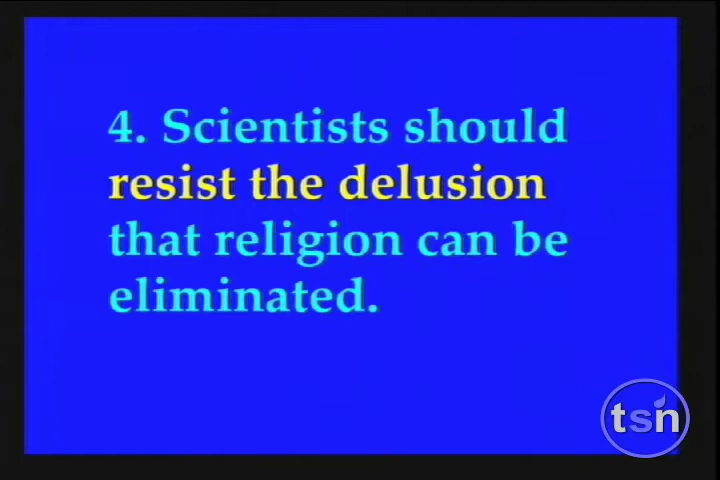 4. Scientists should
resist the delusion
that religion can be
eliminated.
tsn